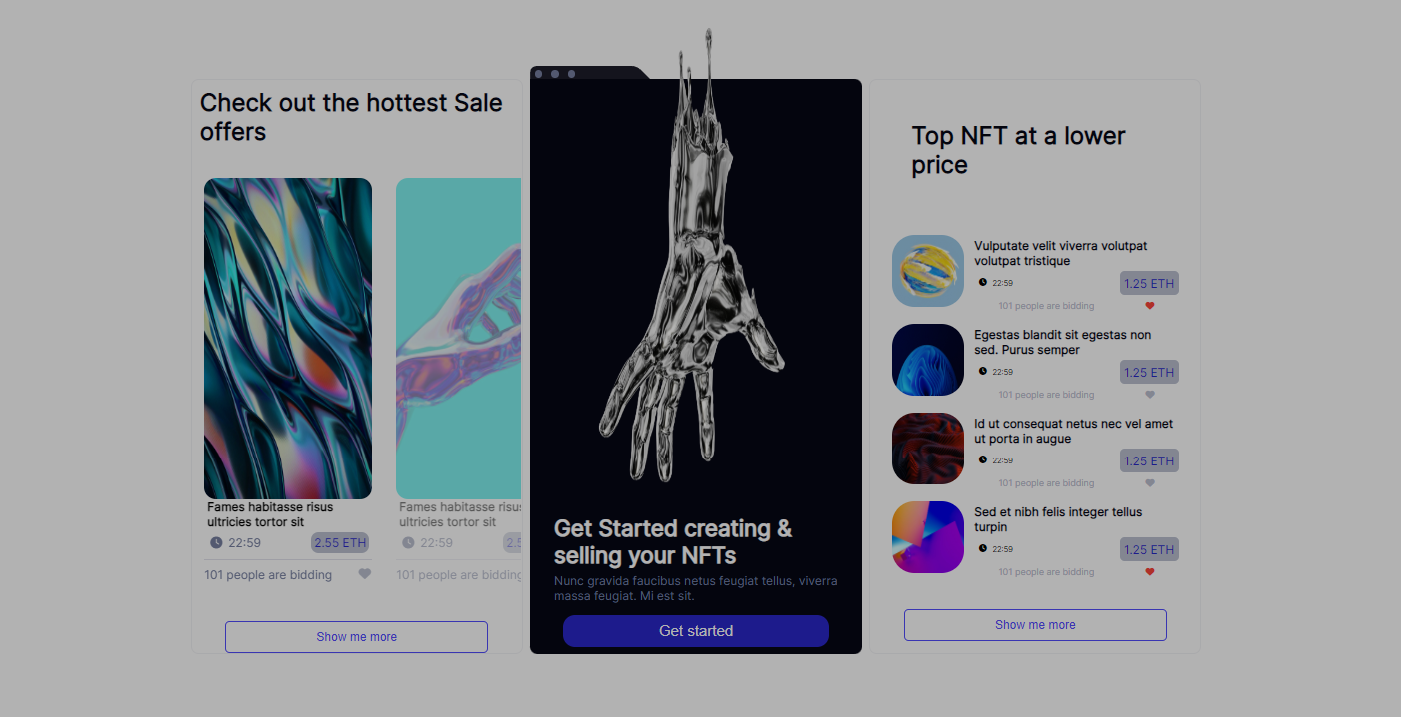 Check out the hottest Sale
offers
Fames habitasse risus
ultricies tortor sit
22:59
2.55 ETH
101 people are bidding
Fames habitasse
ultricies tortor sit
22:59
101 people are bidding
Show me more
Get Started creating &
selling your NFTs
Nunc gravida faucibus netus feugiat tellus, viverra
massa feugiat. Mi est sit.
Get started
Top NFT at a lower
price
Vulputate velit viverra volutpat
volutpat tristique
22:59
1.25 ETH
101 people are bidding
Egestas blandit sit egestas non
sed. Purus semper
22:59
1.25 ETH
101 people are bidding
Id ut consequat netus nec vel amet
ut porta in augue
22:59
1.25 ETH
101 people are bidding
Sed et nibh felis integer tellus
turpin
22:59
1.25 ETH
101 people are bidding
Show me more